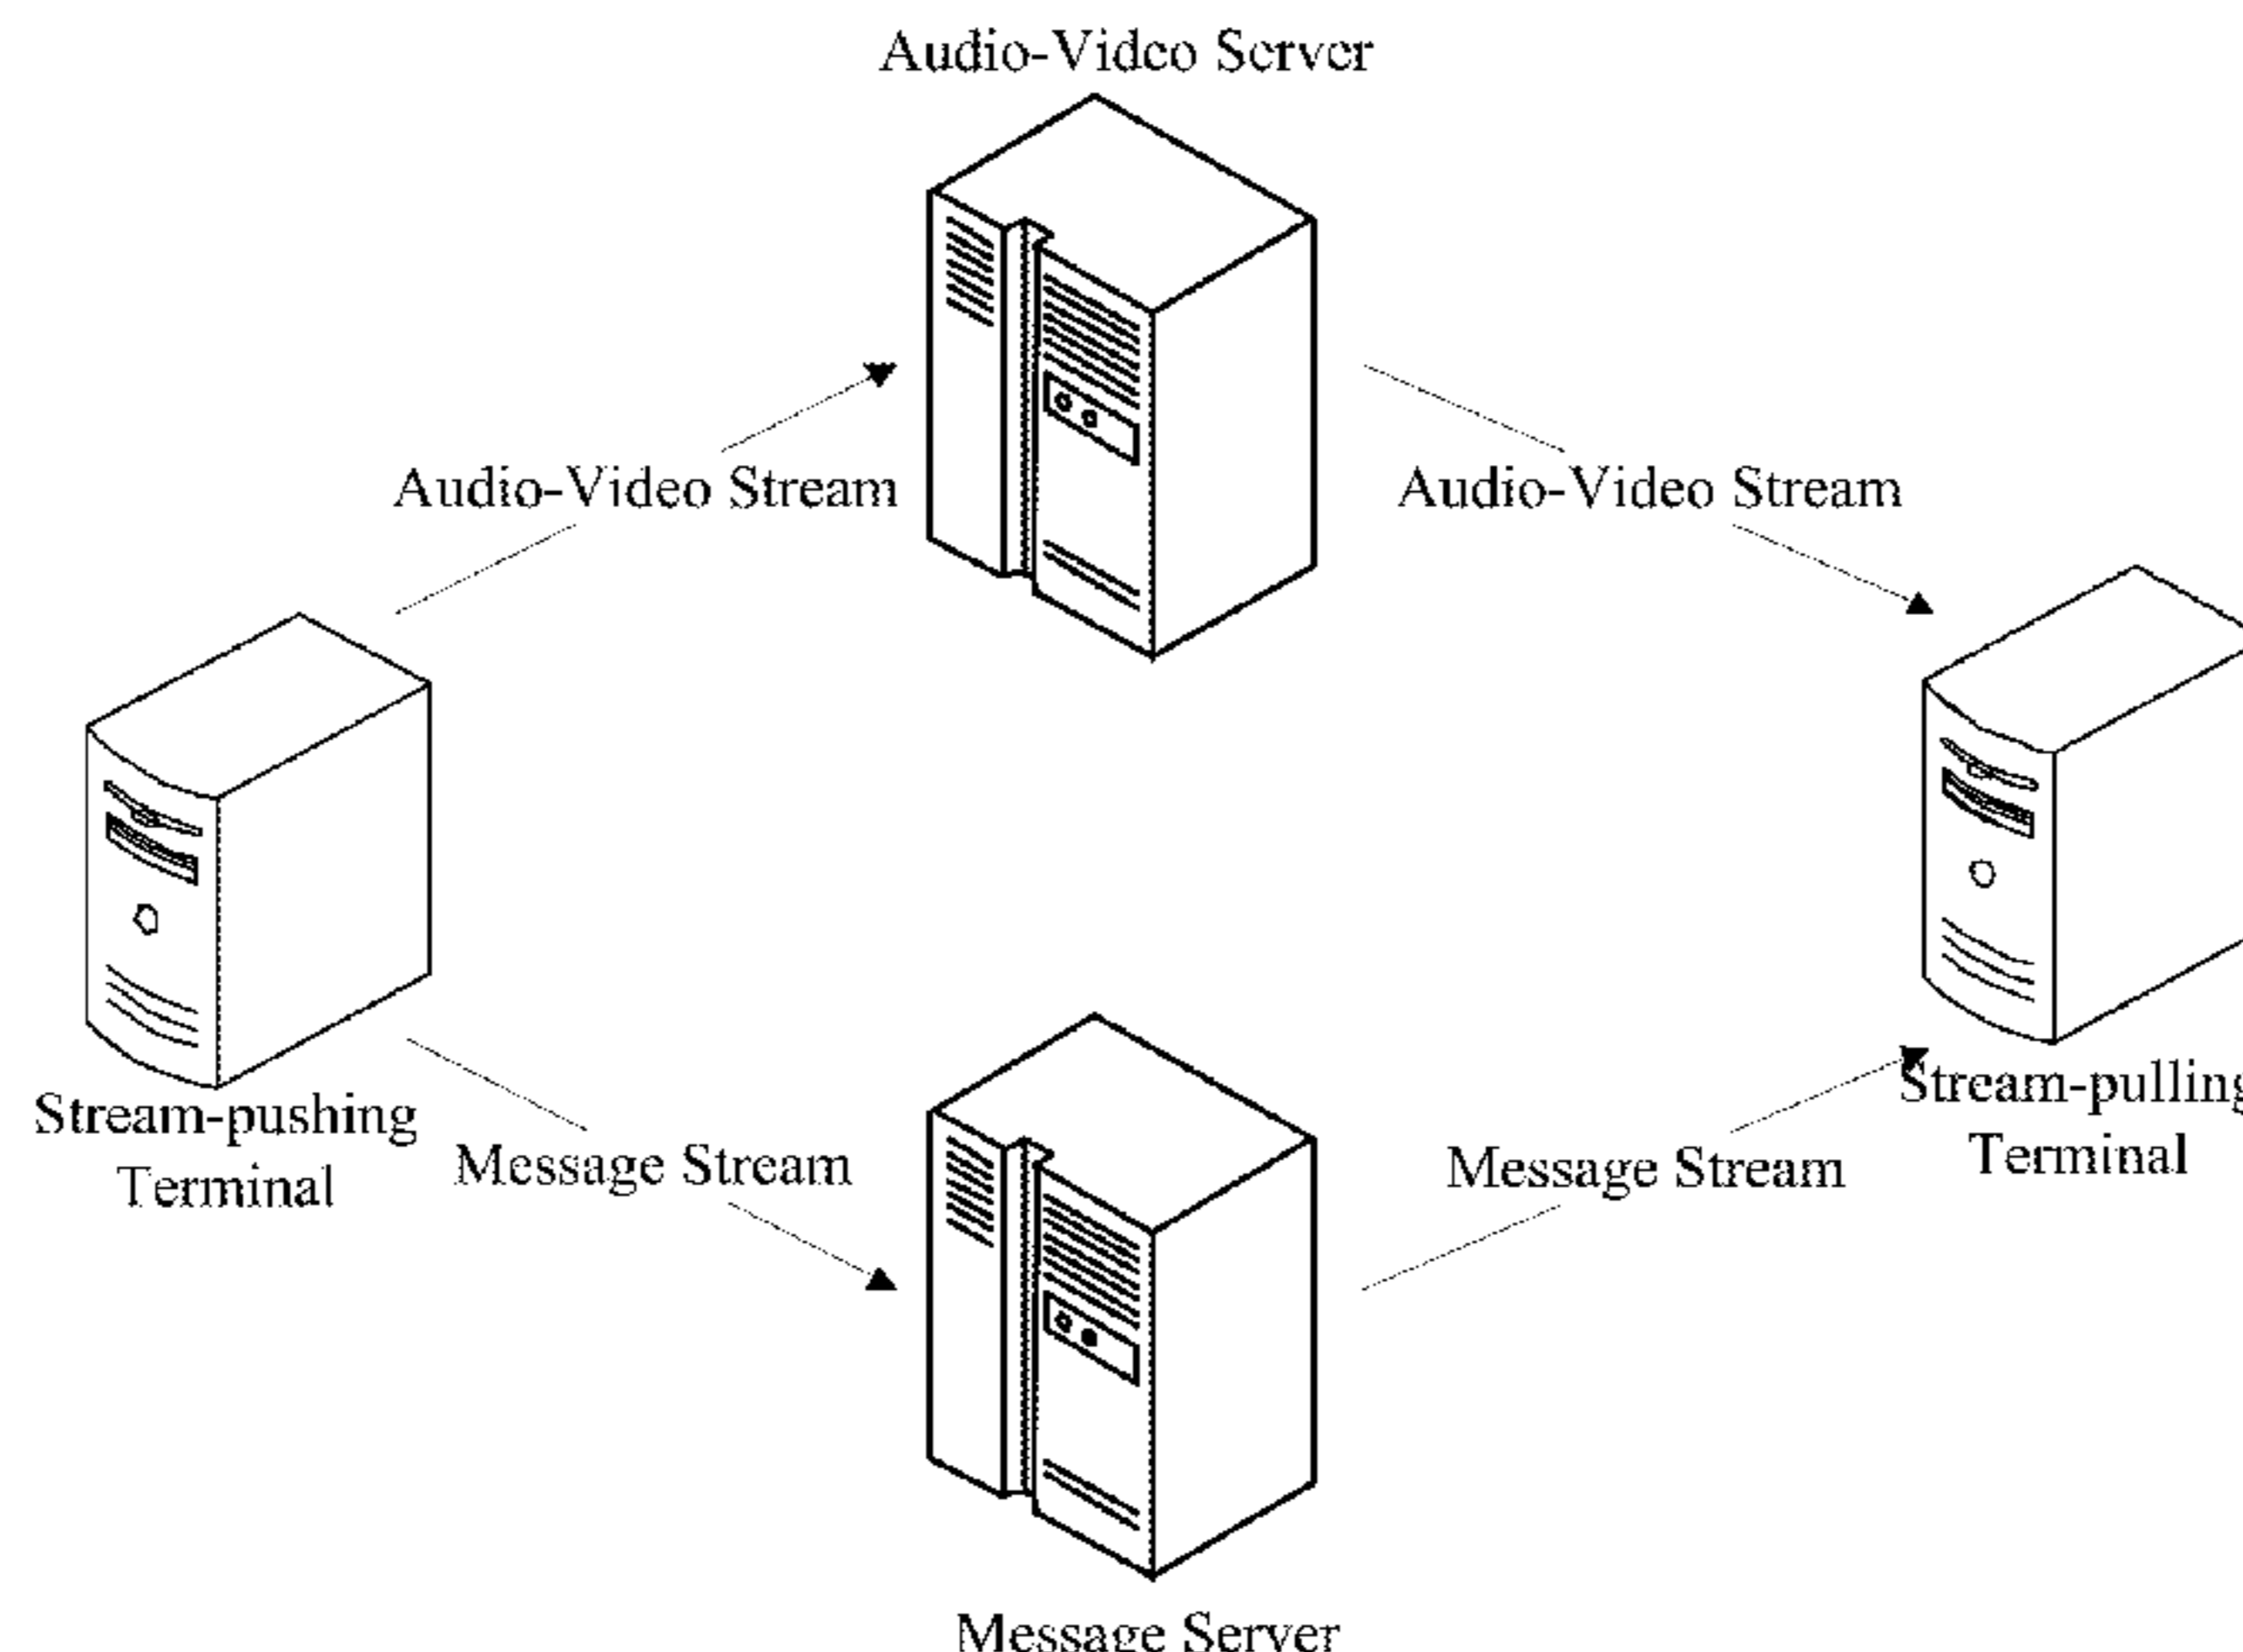 Audio-Video Server
Audio-Video Stream
Audio-Video Stream
Stream-pushing
Terminal
Message Stream
Message Stream
Stream-pulling
Terminal
Message Server